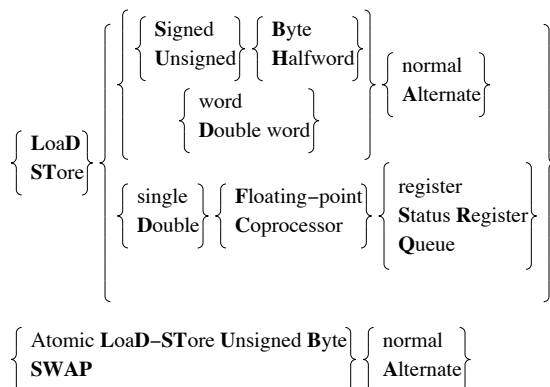 Signed
Unsigned
Byte
Halfword
word
Double word
normal
Alternate
LoaD
STore
single
Double
Floating−point
Coprocessor
register
Status Register
Queue
Atomic LoaD−STore Unsigned Byte
SWAP
normal
Alternate